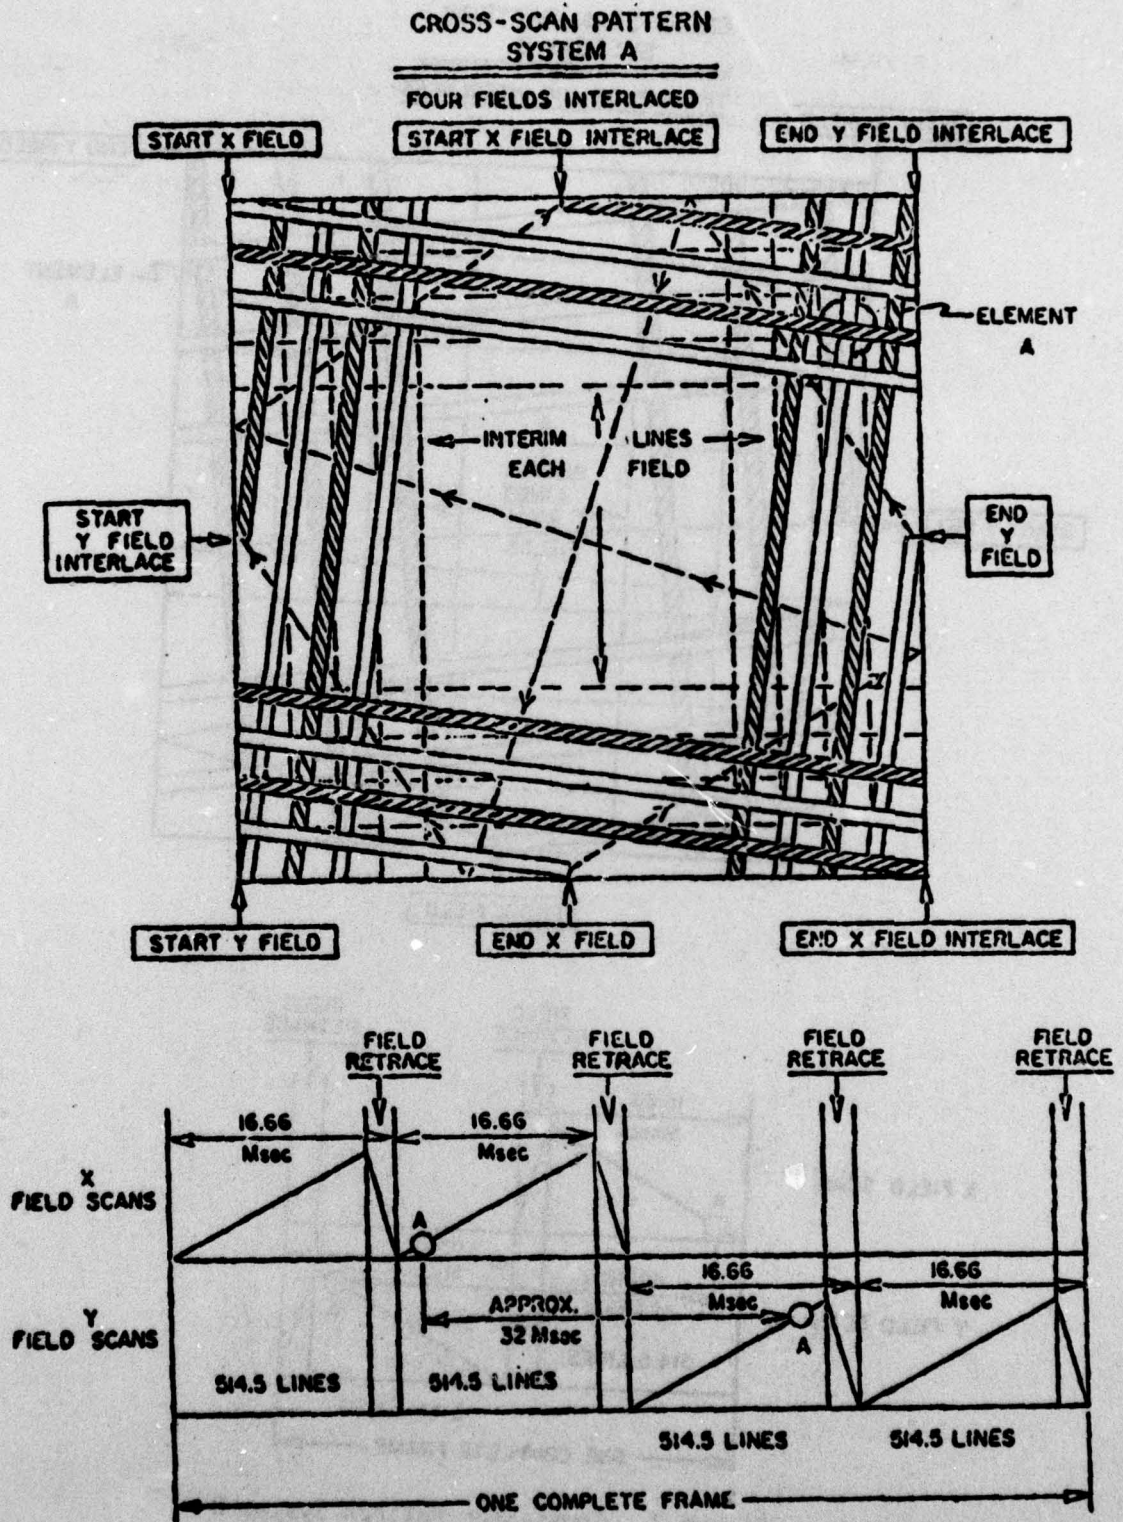 CROSS-SCAN PATTERN
SYSTEM A
FOUR FIELDS INTERLACED
START X FIELD
START X FIELD INTERLACE
END Y FIELD INTERLACE
ELEMENT
A
INTERIM LINES
EACH FIELD
START
Y FIELD
INTERLACE
END
Y
FIELD
START Y FIELD
END X FIELD
END X FIELD INTERLACE
FIELD
RETRACE
FIELD
RETRACE
FIELD
RETRACE
FIELD
RETRACE
16.66
Msec
16.66
Msec
X
FIELD SCANS
A
16.66
Msec
16.66
Msec
Y
FIELD SCANS
APPROX.
32 Msec
A
514.5 LINES
514.5 LINES
514.5 LINES
514.5 LINES
ONE COMPLETE FRAME